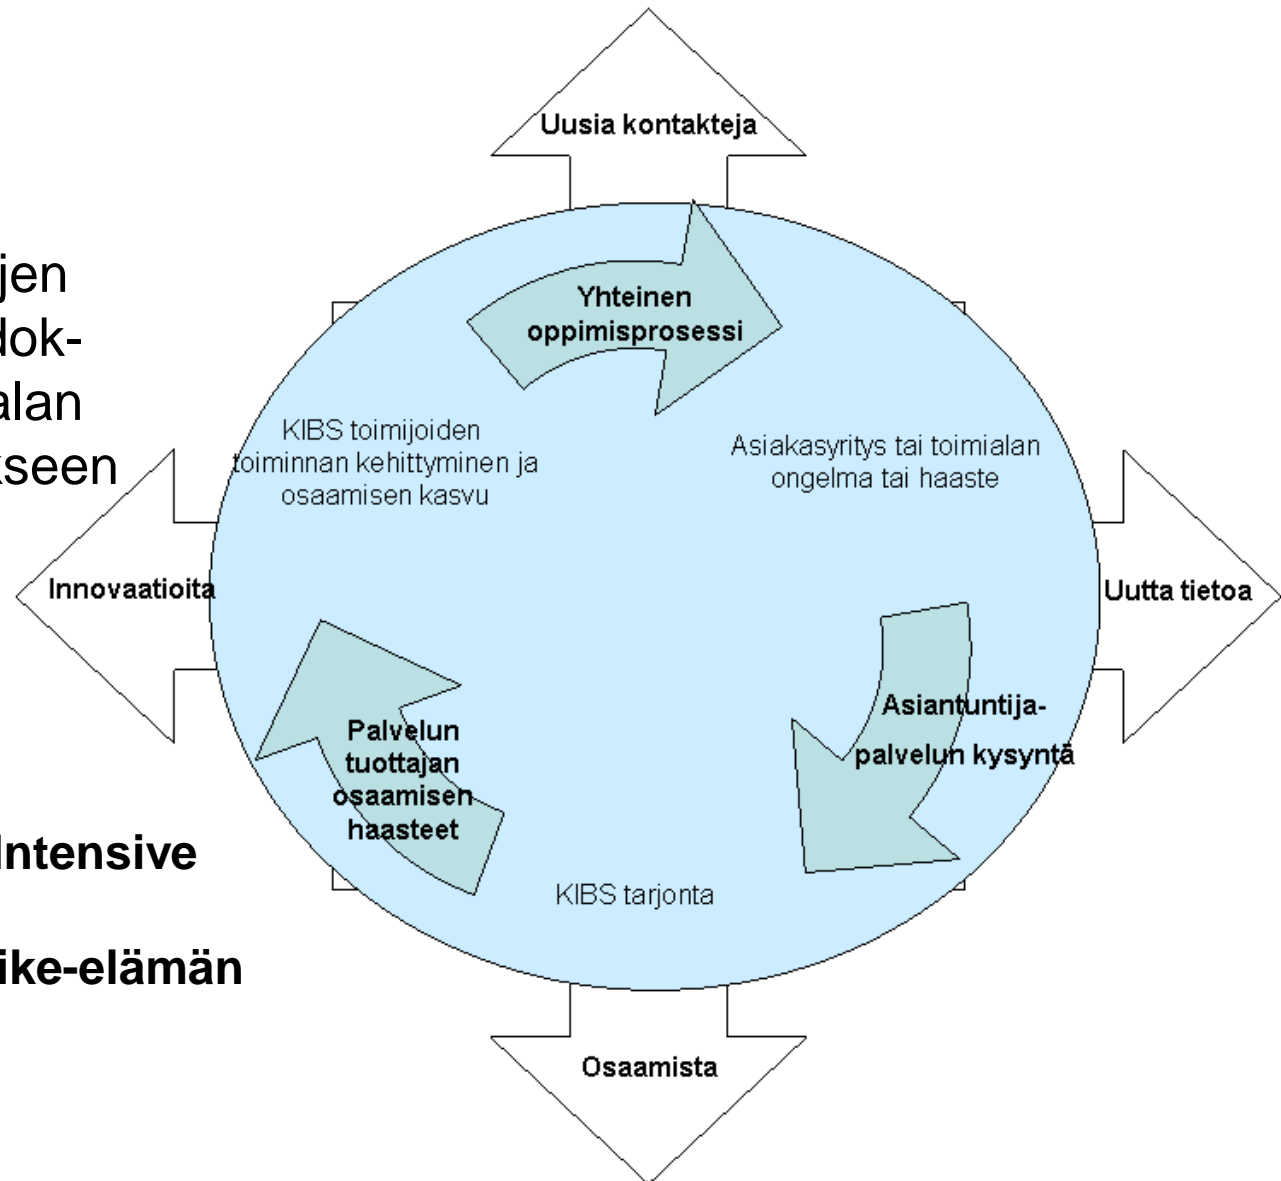 Uusia kontakteja
jen
dok-
alan
kseen
Yhteinen
oppimisprosessi
KIBS toimijoiden
toiminnan kehittyminen ja
osaamisen kasvu
Asiakasyritys tai toimialan
ongelma tai haaste
Innovaatioita
Uutta tietoa
Asiantuntija-
palvelun kysyntä
Palvelun
tuottajan
osaamisen
haasteet
Intensive
ike-elämän
KIBS tarjonta
Osaamista